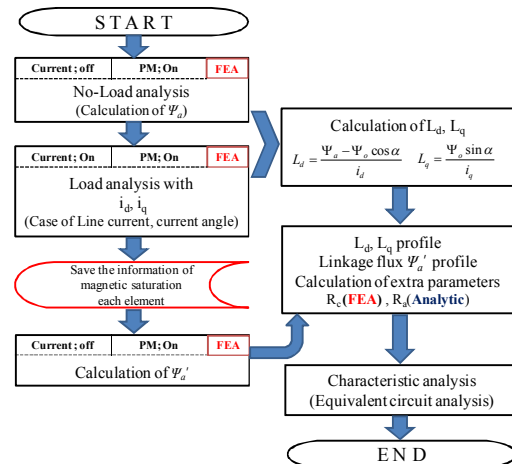 START
Current; off PM; On FEA
No-Load analysis
(Calculation of Ψa)
Current; On PM; On FEA
Load analysis with
id, iq
(Case of Line current, current angle)
Save the information of
magnetic saturation
each element
Current; off PM; On FEA
Calculation of Ψa'
Calculation of Ld, Lq
Ld = (Ψa − Ψo cos α) / id Lq = (Ψo sin α) / iq
Ld, Lq profile
Linkage flux Ψa' profile
Calculation of extra parameters
Rc(FEA) , Ra(Analytic)
Characteristic analysis
(Equivalent circuit analysis)
END